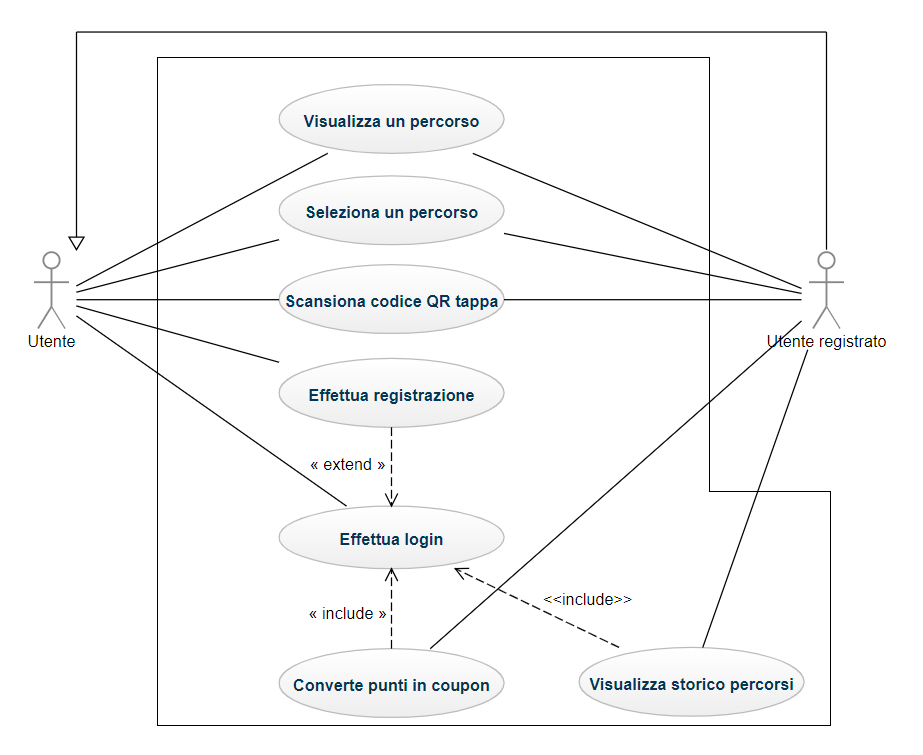 Visualizza un percorso
Seleziona un percorso
Scansiona codice QR tappa
Utente
Utente registrato
Effettua registrazione
« extend »
Effettua login
<<include>>
« include »
Converte punti in coupon
Visualizza storico percorsi